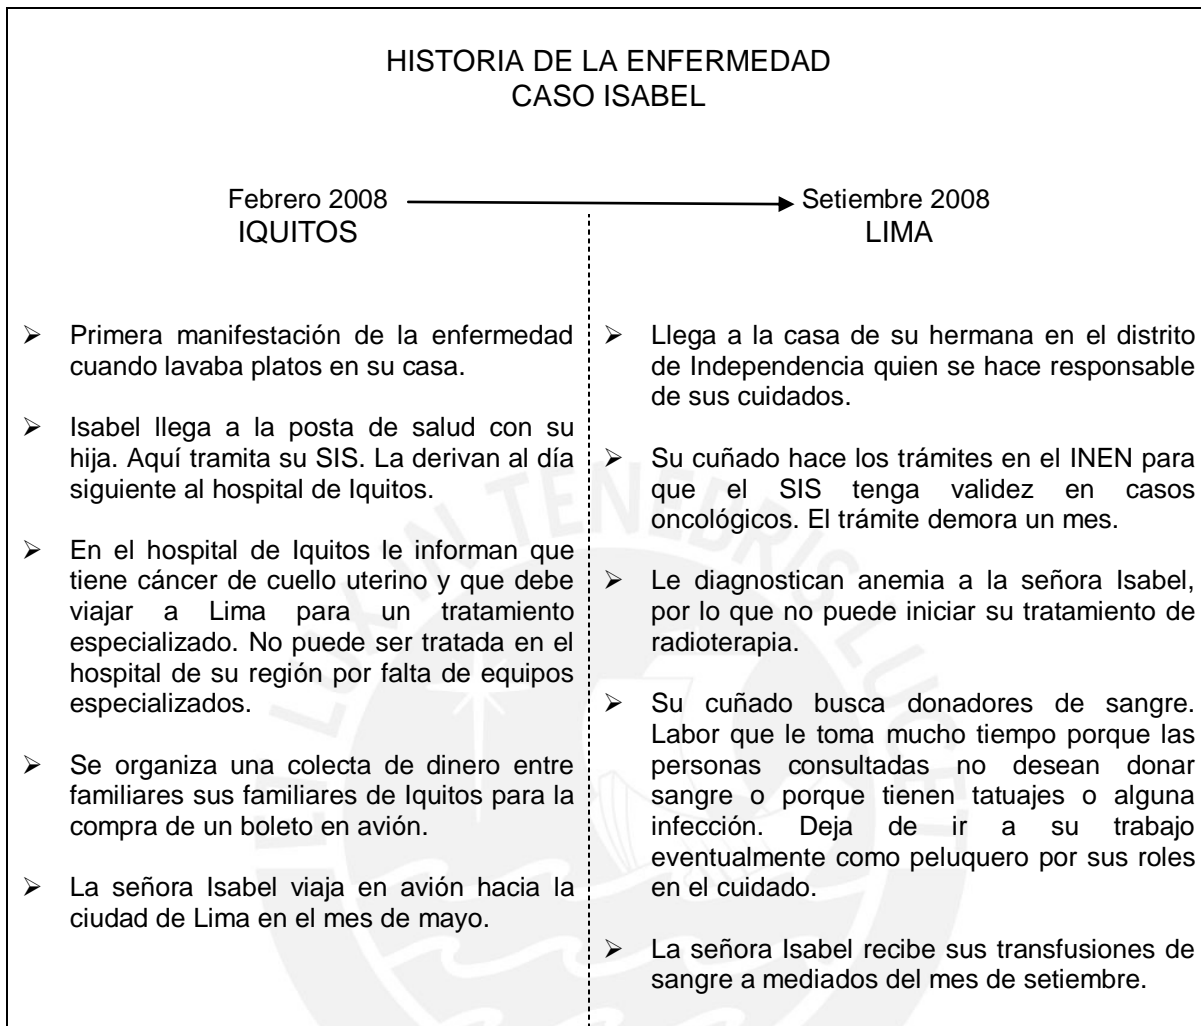 HISTORIA DE LA ENFERMEDAD
CASO ISABEL
Febrero 2008
Setiembre 2008
IQUITOS
LIMA
➢ Primera manifestación de la enfermedad
cuando lavaba platos en su casa.
➢ Isabel llega a la posta de salud con su
hija. Aquí tramita su SIS. La derivan al día
siguiente al hospital de Iquitos.
➢ En el hospital de Iquitos le informan que
tiene cáncer de cuello uterino y que debe
viajar a Lima para un tratamiento
especializado. No puede ser tratada en el
hospital de su región por falta de equipos
especializados.
➢ Se organiza una colecta de dinero entre
familiares sus familiares de Iquitos para la
compra de un boleto en avión.
➢ La señora Isabel viaja en avión hacia la
ciudad de Lima en el mes de mayo.
➢ Llega a la casa de su hermana en el distrito
de Independencia quien se hace responsable
de sus cuidados.
➢ Su cuñado hace los trámites en el INEN para
que el SIS tenga validez en casos
oncológicos. El trámite demora un mes.
➢ Le diagnostican anemia a la señora Isabel,
por lo que no puede iniciar su tratamiento de
radioterapia.
➢ Su cuñado busca donadores de sangre.
Labor que le toma mucho tiempo porque las
personas consultadas no desean donar
sangre o porque tienen tatuajes o alguna
infección. Deja de ir a su trabajo
eventualmente como peluquero por sus roles
en el cuidado.
➢ La señora Isabel recibe sus transfusiones de
sangre a mediados del mes de setiembre.